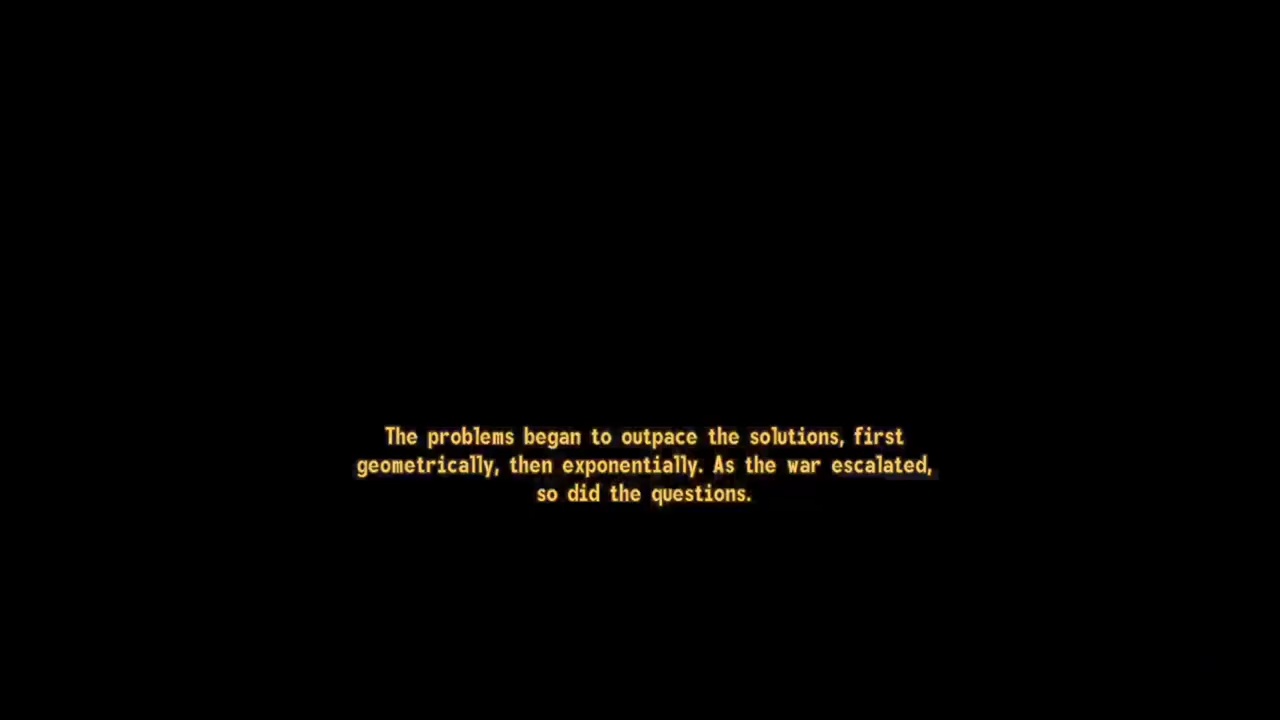 The problems began to outpace the solutions, first
geometrically, then exponentially. As the war escalated,
so did the questions.